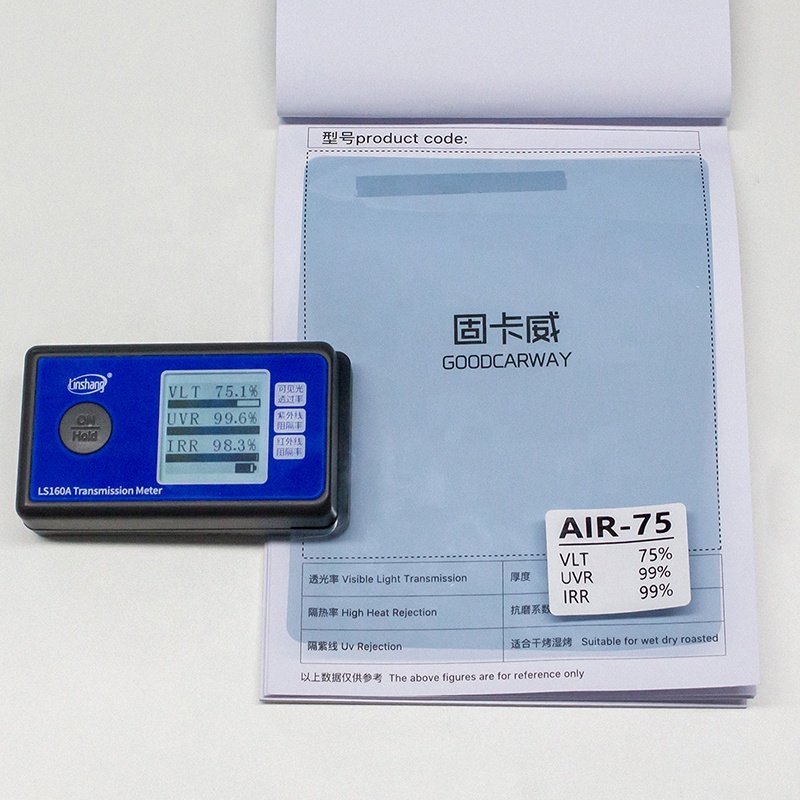 型号product code:
固卡威
GOODCARWAY
Linshang®
ON
Hold
VLT 75.1%
UVR 99.6%
IRR 98.3%
可见光
透过率
紫外线
阻隔率
红外线
阻隔率
LS160A Transmission Meter
AIR-75
VLT 75%
UVR 99%
IRR 99%
透光率 Visible Light Transmission
厚度
隔热率 High Heat Rejection
抗磨系数
隔紫线 Uv Rejection
适合干烤湿烤 Suitable for wet dry roasted
以上数据仅供参考 The above figures are for reference only